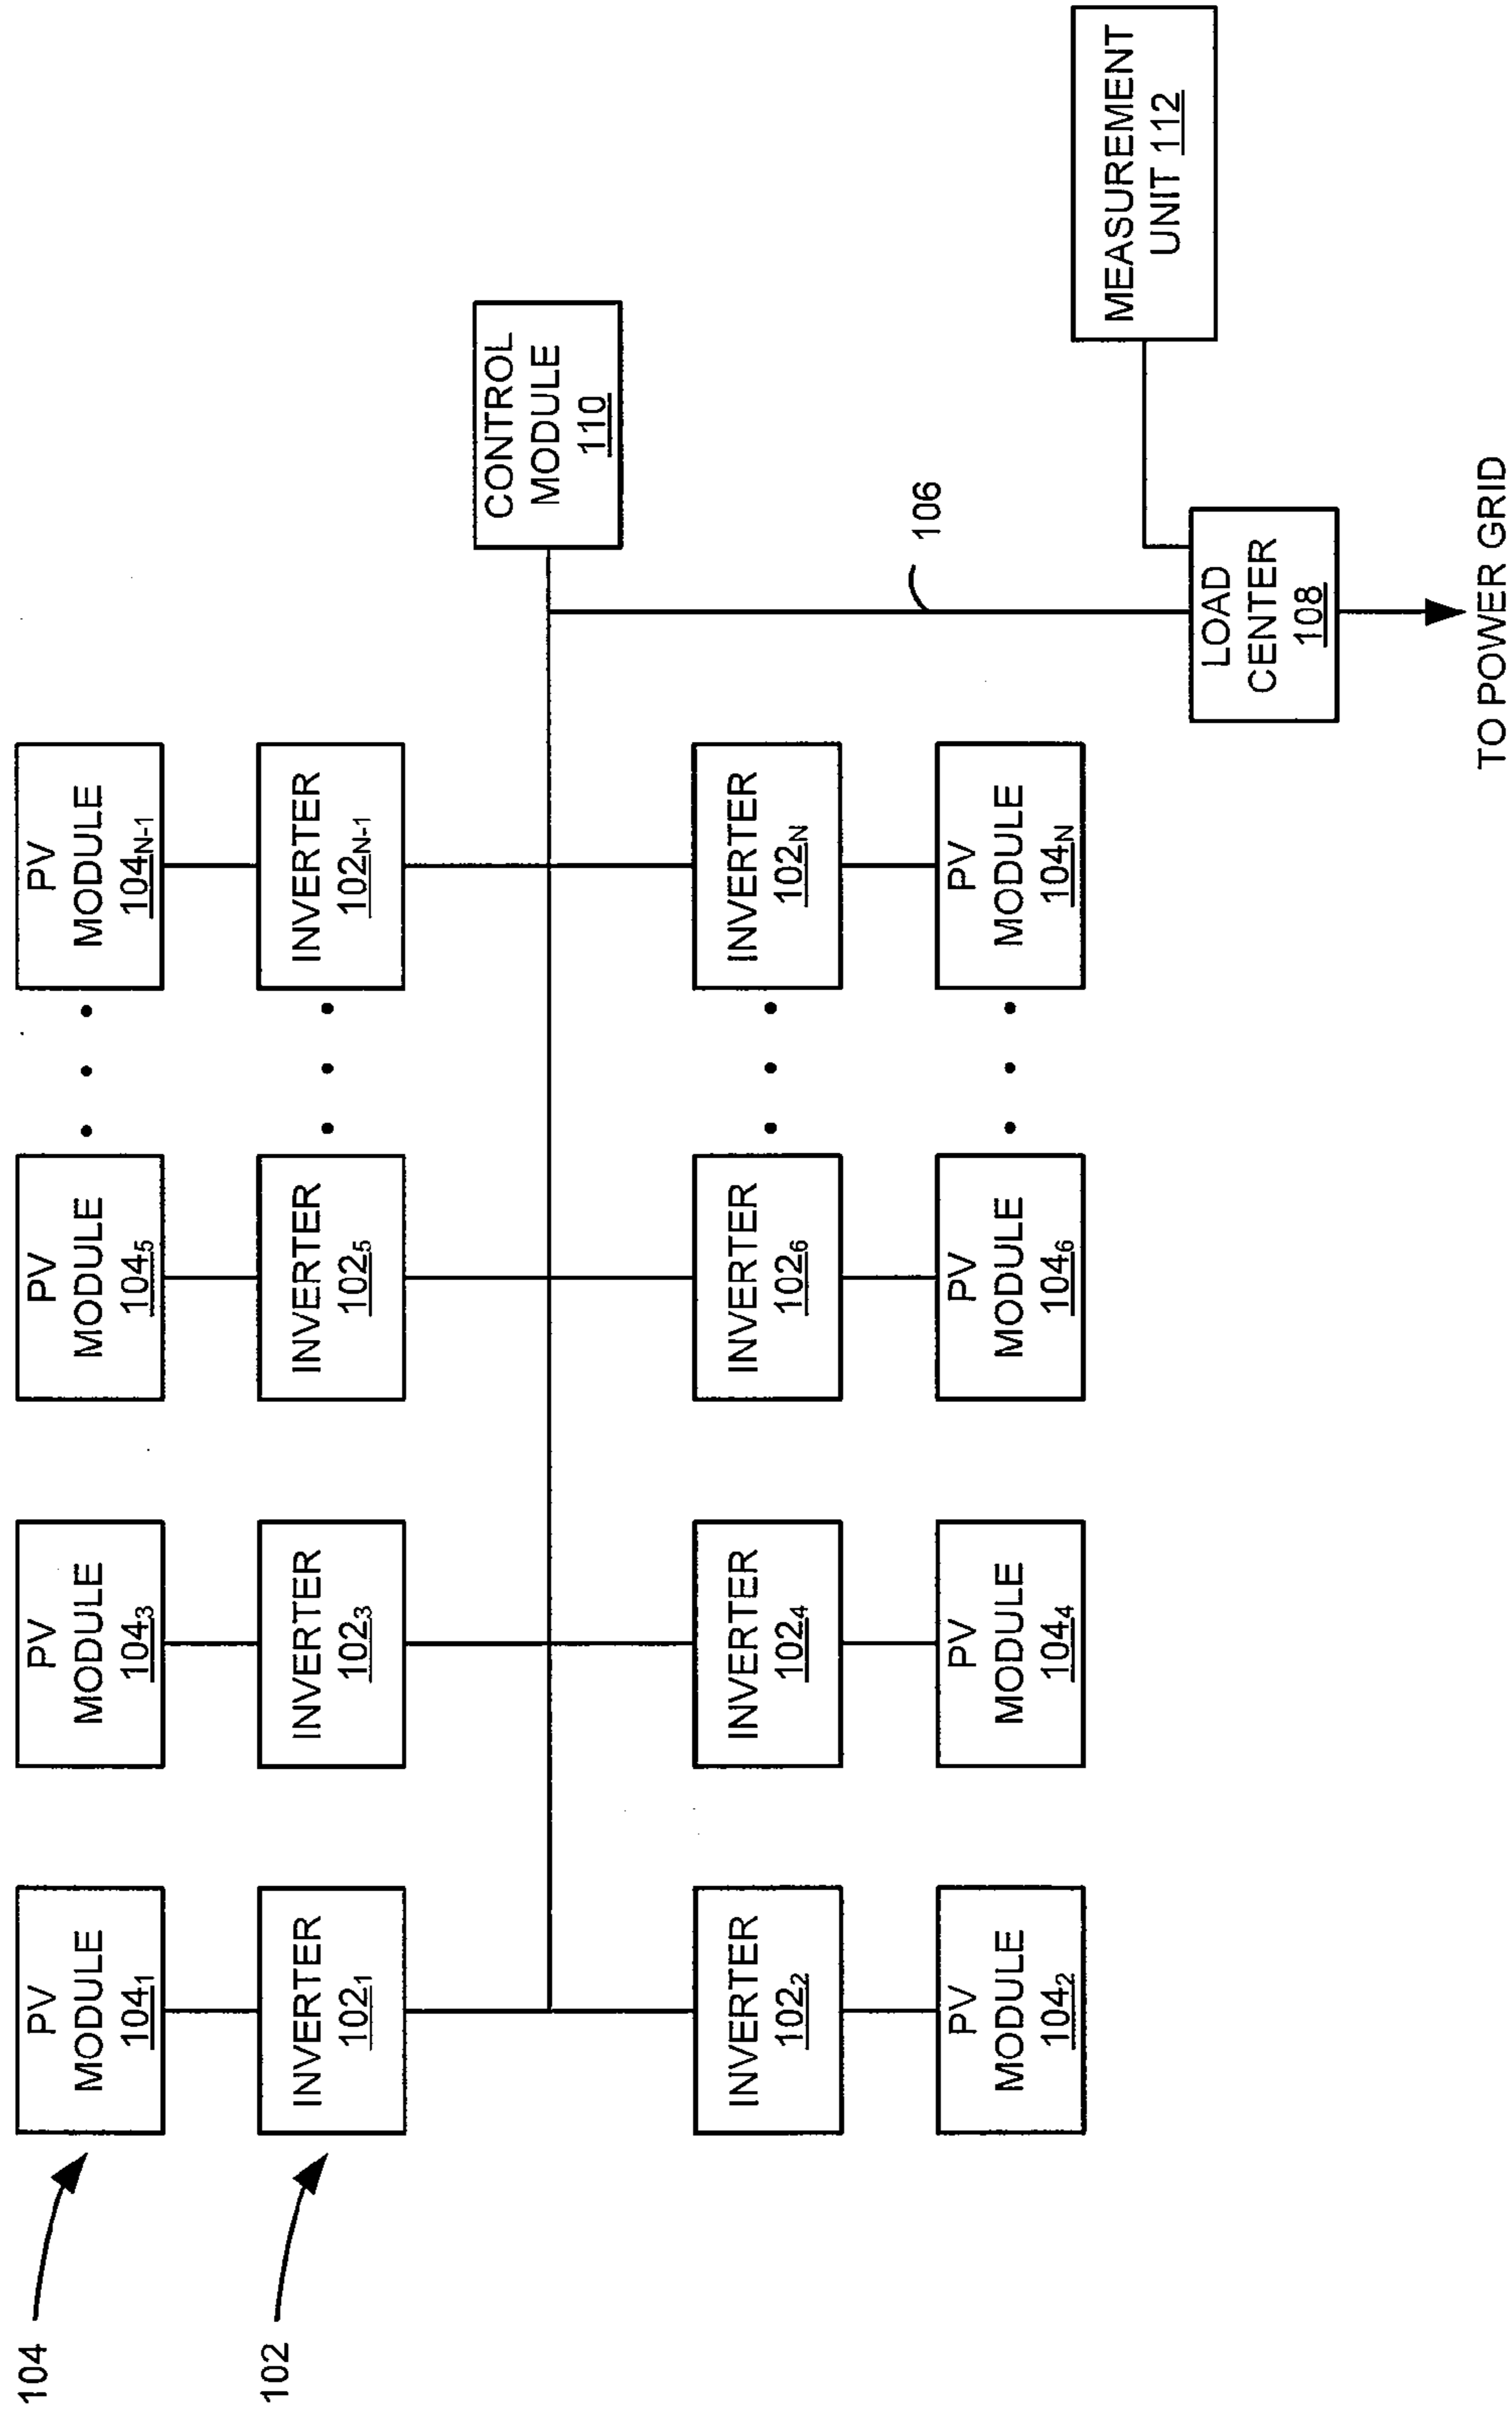 104
PV
MODULE
104₁
PV
MODULE
104₃
PV
MODULE
104₅
PV
MODULE
104N-1
102
INVERTER
102₁
INVERTER
102₃
INVERTER
102₅
INVERTER
102N-1
CONTROL
MODULE
110
INVERTER
102₂
INVERTER
102₄
INVERTER
102₆
INVERTER
102N
106
PV
MODULE
104₂
PV
MODULE
104₄
PV
MODULE
104₆
PV
MODULE
104N
MEASUREMENT
UNIT 112
LOAD
CENTER
108
TO POWER GRID